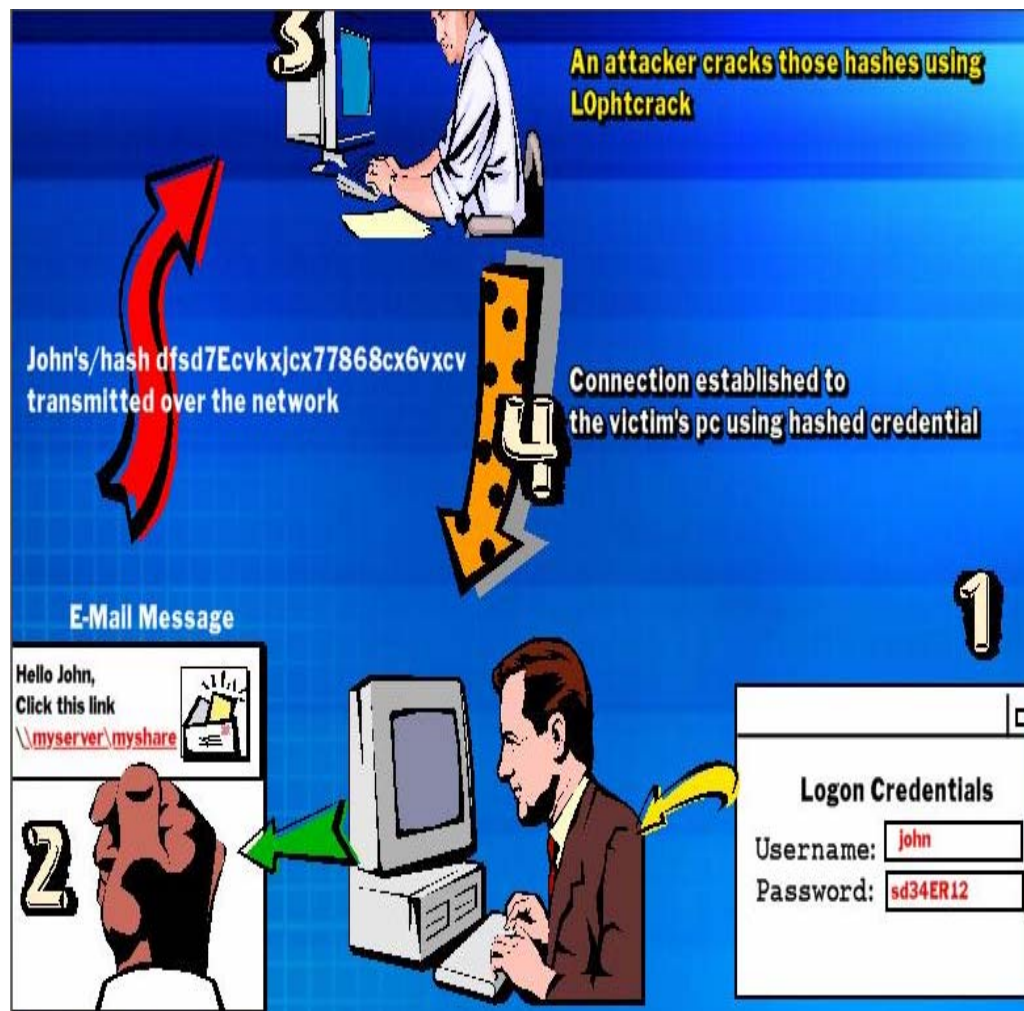 3
An attacker cracks those hashes using
LOphtcrack
John's/hash dfsd7Ecvkxjcx77868cx6vxcv
transmitted over the network
4
Connection established to
the victim's pc using hashed credential
1
E-Mail Message
Hello John,
Click this link
\\myserver\myshare
2
Logon Credentials
Username: john
Password: sd34ER12